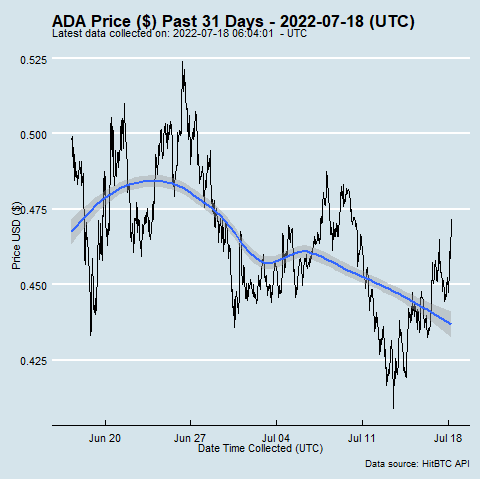 ADA Price ($) Past 31 Days - 2022-07-18 (UTC)
Latest data collected on: 2022-07-18 06:04:01  - UTC
0.525
0.500
0.475
0.450
0.425
Price USD ($)
Jun 20
Jun 27
Jul 04
Jul 11
Jul 18
Date Time Collected (UTC)
Data source: HitBTC API